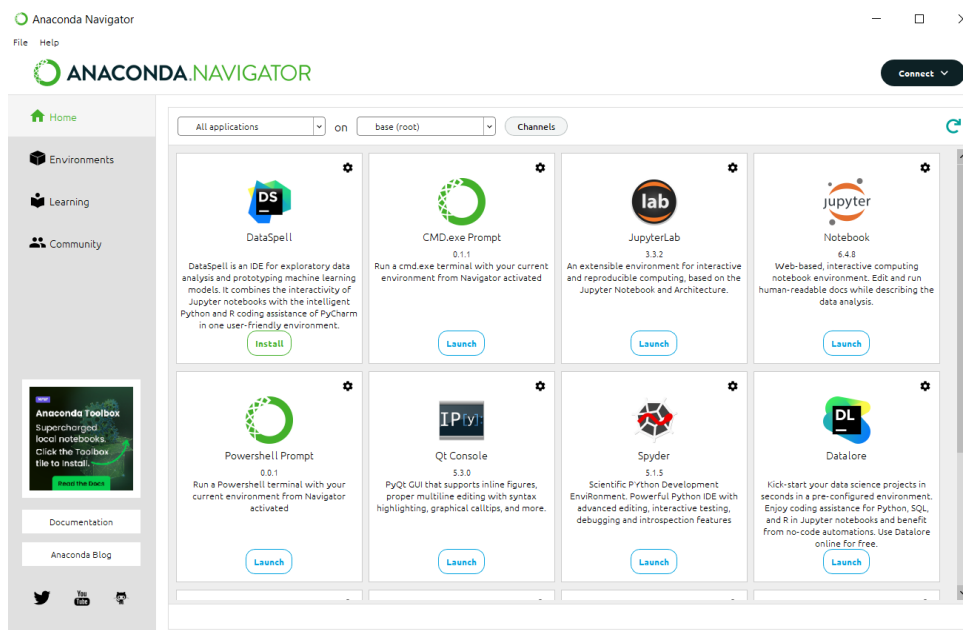 Anaconda Navigator
File Help
ANACONDA.NAVIGATOR
Connect
Home
Environments
Learning
Community
All applications
on
base (root)
Channels
DS
DataSpell
DataSpell is an IDE for exploratory data
analysis and prototyping machine learning
models. It combines the interactivity of
Jupyter notebooks with the intelligent
Python and R coding assistance of PyCharm
in one user-friendly environment.
Install
CMD.exe Prompt
0.1.1
Run a cmd.exe terminal with your current
environment from Navigator activated
Launch
lab
JupyterLab
3.3.2
An extensible environment for interactive
and reproducible computing, based on the
Jupyter Notebook and Architecture.
Launch
jupyter
Notebook
6.4.8
Web-based, interactive computing
notebook environment. Edit and run
human-readable docs while describing the
data analysis.
Launch
Powershell Prompt
0.0.1
Run a Powershell terminal with your
current environment from Navigator
activated
Launch
IP[y]:
Qt Console
5.3.0
PyQt GUI that supports inline figures,
proper multiline editing with syntax
highlighting, graphical calltips, and more.
Launch
Spyder
5.1.5
Scientific PYthon Development
EnviRonment. Powerful Python IDE with
advanced editing, interactive testing,
debugging and introspection features
Launch
DL
Datalore
Kick-start your data science projects in
seconds in a pre-configured environment.
Enjoy coding assistance for Python, SQL,
and R in Jupyter notebooks and benefit
from no-code automations. Use Datalore
online for free.
Launch
NEW
Anaconda Toolbox
Supercharged
local notebooks.
Click the Toolbox
tile to install.
Read the Docs
Documentation
Anaconda Blog
You
Tube